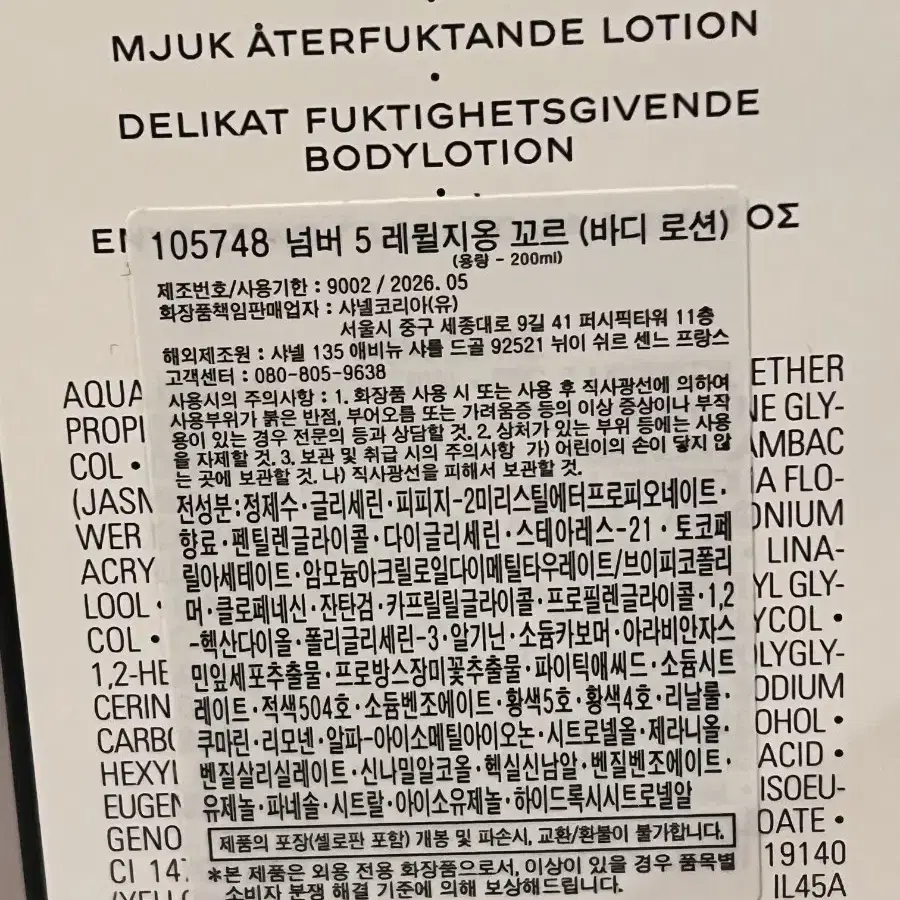 MJUK ÅTERFUKTANDE LOTION
•
DELIKAT FUKTIGHETSGIVENDE
BODYLOTION
•
105748 넘버 5 레뮐지옹 꼬르 (바디 로션)
(용량 - 200ml)
제조번호/사용기한 : 9002 / 2026. 05
화장품책임판매업자 : 샤넬코리아(유)
서울시 중구 세종대로 9길 41 퍼시픽타워 11층
해외제조원 : 샤넬 135 애비뉴 샤를 드골 92521 뉘이 쉬르 센느 프랑스
고객센터 : 080-805-9638
사용시의 주의사항 : 1. 화장품 사용 시 또는 사용 후 직사광선에 의하여
사용부위가 붉은 반점, 부어오름 또는 가려움증 등의 이상 증상이나 부작
용이 있는 경우 전문의 등과 상담할 것. 2. 상처가 있는 부위 등에는 사용
을 자제할 것. 3. 보관 및 취급 시의 주의사항 가) 어린이의 손이 닿지 않
는 곳에 보관할 것. 나) 직사광선을 피해서 보관할 것.
전성분:정제수·글리세린·피피지-2미리스틸에터프로피오네이트·
향료·펜틸렌글라이콜·다이글리세린·스테아레스-21·토코페
릴아세테이트·암모늄아크릴로일다이메틸타우레이트/브이피코폴리
머·클로페네신·잔탄검·카프릴릴글라이콜·프로필렌글라이콜·1,2
-헥산다이올·폴리글리세린-3·알기닌·소듐카보머·아라비안자스
민잎세포추출물·프로방스장미꽃추출물·파이틱애씨드·소듐시트
레이트·적색504호·소듐벤조에이트·황색5호·황색4호·리날룰·
쿠마린·리모넨·알파-아이소메틸아이오논·시트로넬올·제라니올·
벤질살리실레이트·신나밀알코올·헥실신남알·벤질벤조에이트·
유제놀·파네솔·시트랄·아이소유제놀·하이드록시시트로넬알
제품의 포장(셀로판 포함) 개봉 및 파손시, 교환/환불이 불가합니다.
*본 제품은 외용 전용 화장품으로서, 이상이 있을 경우 품목별
소비자 분쟁 해결 기준에 의해 보상해드립니다.
AQUA
ETHER
PROP
NE GLY-
COL •
AMBAC
(JASM
IA FLO-
WER
ONIUM
ACRY
LINA-
LOOL •
YL GLY-
COL •
YCOL •
1,2-HE
OLYGLY-
CERIN
ODIUM
CARBO
OHOL •
HEXYL
ACID •
EUGEN
ISOEU-
GENO
OATE •
CI 14
19140
IL45A